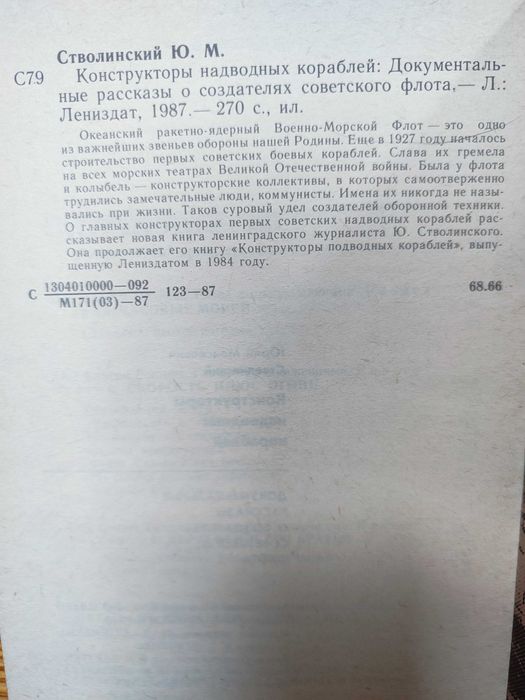 Стволинский Ю. М.
С79 Конструкторы надводных кораблей: Документаль-
ные рассказы о создателях советского флота.— Л.:
Лениздат, 1987.— 270 с., ил.
Океанский ракетно-ядерный Военно-Морской Флот — это одно
из важнейших звеньев обороны нашей Родины. Еще в 1927 году началось
строительство первых советских боевых кораблей. Слава их гремела
на всех морских театрах Великой Отечественной войны. Была у флота
и колыбель — конструкторские коллективы, в которых самоотверженно
трудились замечательные люди, коммунисты. Имена их никогда не назы-
вались при жизни. Таков суровый удел создателей оборонной техники.
О главных конструкторах первых советских надводных кораблей рас-
сказывает новая книга ленинградского журналиста Ю. Стволинского.
Она продолжает его книгу «Конструкторы подводных кораблей», выпу-
щенную Лениздатом в 1984 году.
С 1304010000—092
М171(03)—87 123—87 68.66